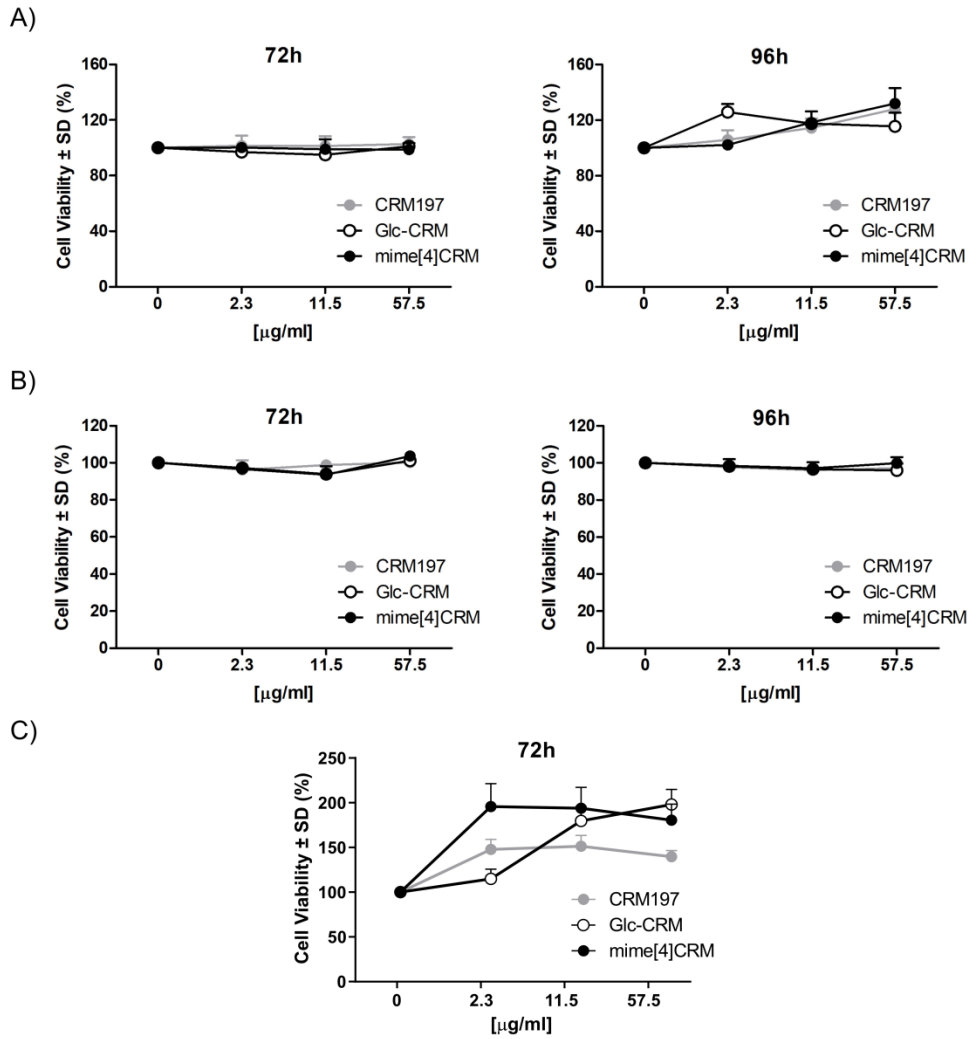 A)
72h
Cell Viability ± SD (%)
160
120
80
40
0
CRM197
Glc-CRM
mime[4]CRM
0 2.3 11.5 57.5
[µg/ml]
96h
Cell Viability ± SD (%)
160
120
80
40
0
CRM197
Glc-CRM
mime[4]CRM
0 2.3 11.5 57.5
[µg/ml]
B)
72h
Cell Viability ± SD (%)
120
100
80
60
40
20
0
CRM197
Glc-CRM
mime[4]CRM
0 2.3 11.5 57.5
[µg/ml]
96h
Cell Viability ± SD (%)
120
100
80
60
40
20
0
CRM197
Glc-CRM
mime[4]CRM
0 2.3 11.5 57.5
[µg/ml]
C)
72h
Cell Viability ± SD (%)
250
200
150
100
50
0
CRM197
Glc-CRM
mime[4]CRM
0 2.3 11.5 57.5
[µg/ml]